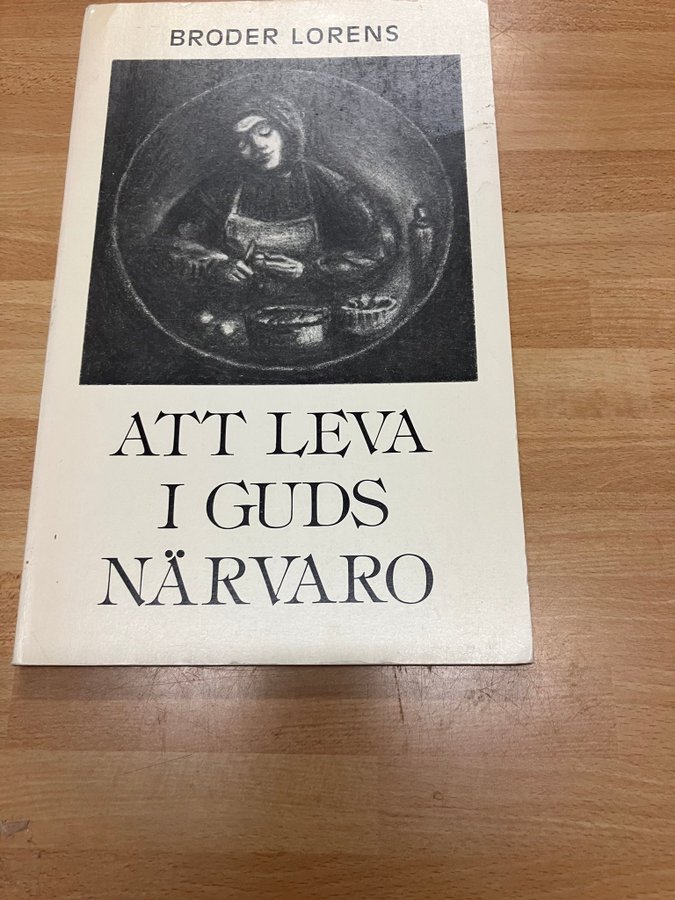 BRODER LORENS
ATT LEVA
I GUDS
NÄRVARO